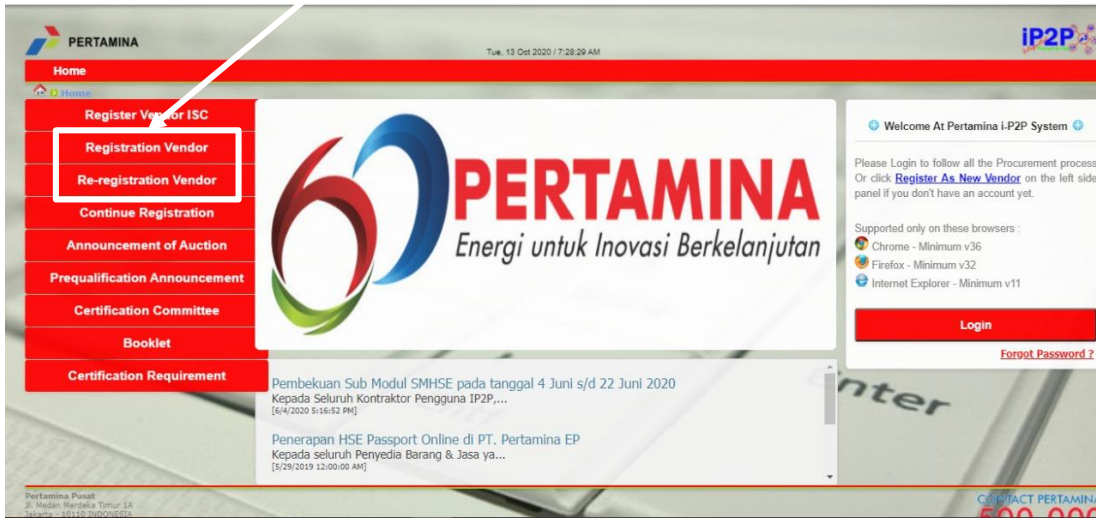 PERTAMINA
Tue, 13 Oct 2020 / 7:28:29 AM
iP2P
Home
Home
Register Vendor ISC
Registration Vendor
Re-registration Vendor
Continue Registration
Announcement of Auction
Prequalification Announcement
Certification Committee
Booklet
Certification Requirement
60
PERTAMINA
Energi untuk Inovasi Berkelanjutan
Pembekuan Sub Modul SMHSE pada tanggal 4 Juni s/d 22 Juni 2020
Kepada Seluruh Kontraktor Pengguna IP2P,...
[6/4/2020 5:16:52 PM]
Penerapan HSE Passport Online di PT. Pertamina EP
Kepada seluruh Penyedia Barang & Jasa ya...
[5/29/2019 12:00:00 AM]
Welcome At Pertamina i-P2P System
Please Login to follow all the Procurement process
Or click Register As New Vendor on the left side
panel if you don't have an account yet.
Supported only on these browsers :
Chrome - Minimum v36
Firefox - Minimum v32
Internet Explorer - Minimum v11
Login
Forgot Password ?
nter
Pertamina Pusat
Jl. Medan Merdeka Timur 1A
Jakarta - 10110 INDONESIA
CONTACT PERTAMINA
500-000